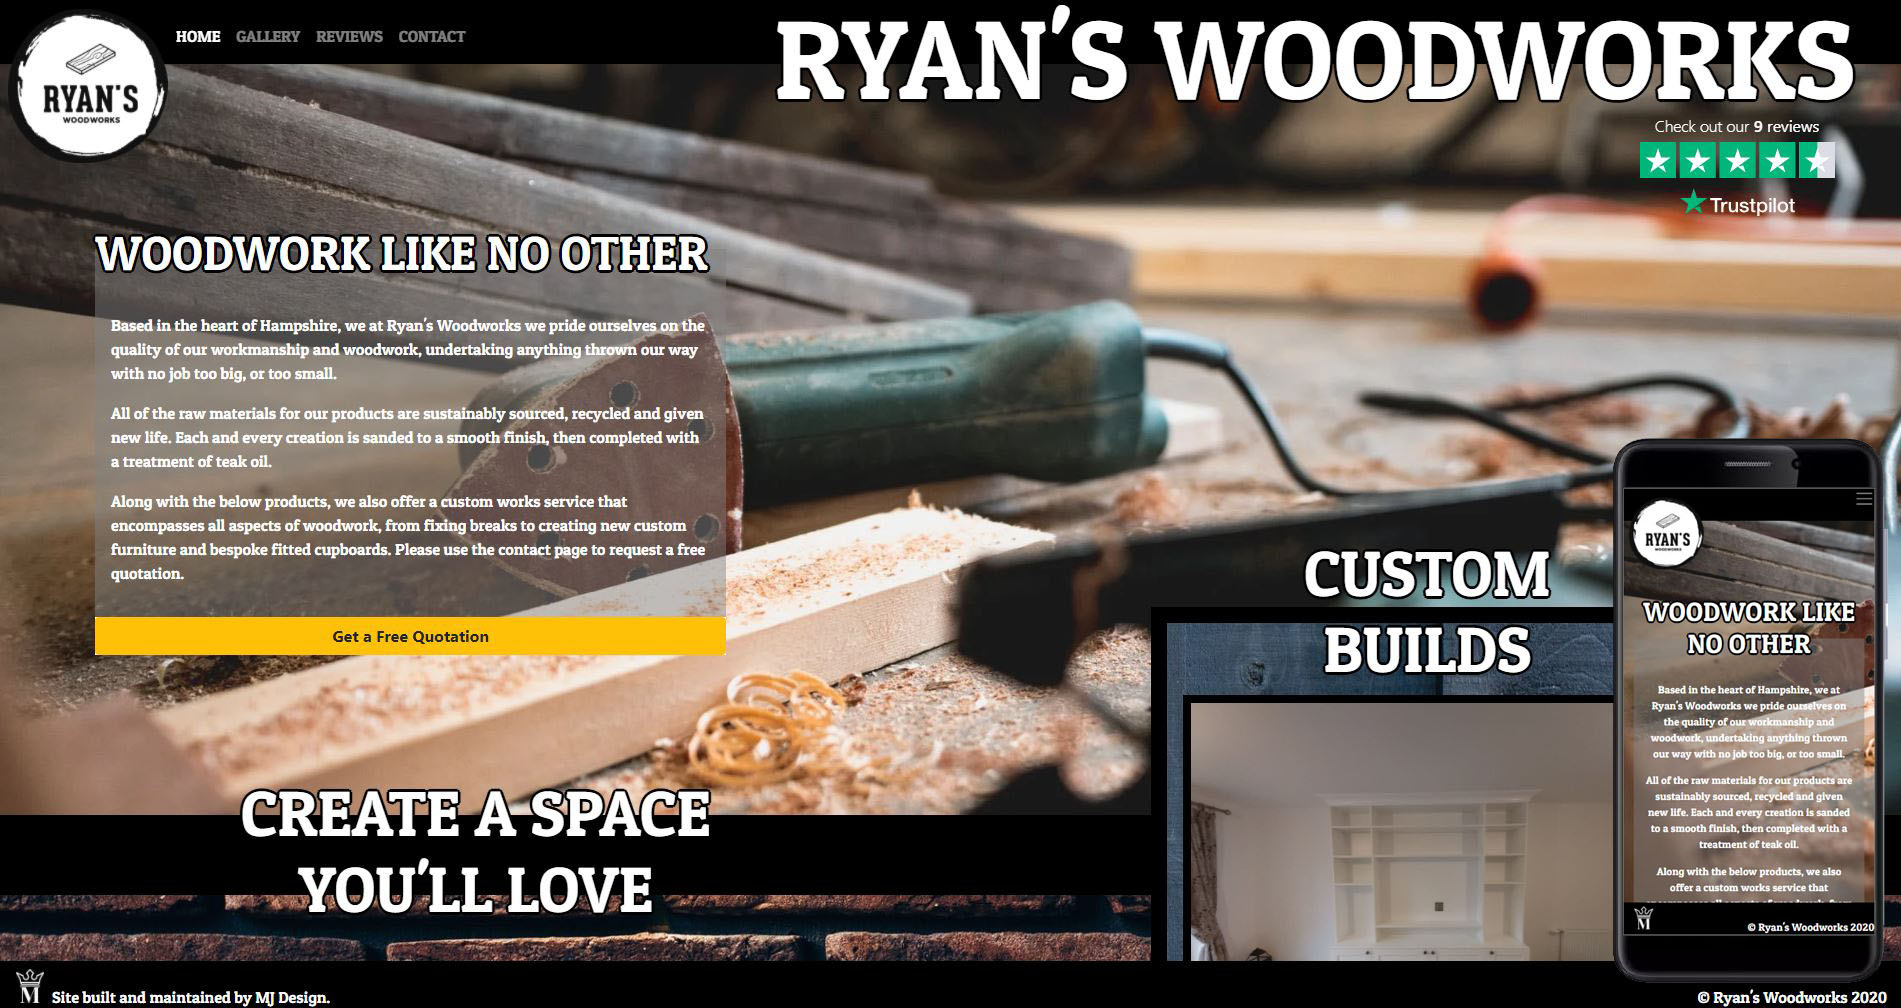 RYAN'S
WOODWORKS
HOME GALLERY REVIEWS CONTACT
RYAN'S WOODWORKS
Check out our 9 reviews
Trustpilot
WOODWORK LIKE NO OTHER
Based in the heart of Hampshire, we at Ryan's Woodworks we pride ourselves on the
quality of our workmanship and woodwork, undertaking anything thrown our way
with no job too big, or too small.
All of the raw materials for our products are sustainably sourced, recycled and given
new life. Each and every creation is sanded to a smooth finish, then completed with
a treatment of teak oil.
Along with the below products, we also offer a custom works service that
encompasses all aspects of woodwork, from fixing breaks to creating new custom
furniture and bespoke fitted cupboards. Please use the contact page to request a free
quotation.
Get a Free Quotation
CUSTOM
BUILDS
CREATE A SPACE
YOU'LL LOVE
RYAN'S
WOODWORKS
WOODWORK LIKE
NO OTHER
Based in the heart of Hampshire, we at
Ryan's Woodworks we pride ourselves on
the quality of our workmanship and
woodwork, undertaking anything thrown
our way with no job too big, or too small.
All of the raw materials for our products are
sustainably sourced, recycled and given
new life. Each and every creation is sanded
to a smooth finish, then completed with a
treatment of teak oil.
Along with the below products, we also
offer a custom works service that
M
© Ryan's Woodworks 2020
M
Site built and maintained by MJ Design.
© Ryan's Woodworks 2020